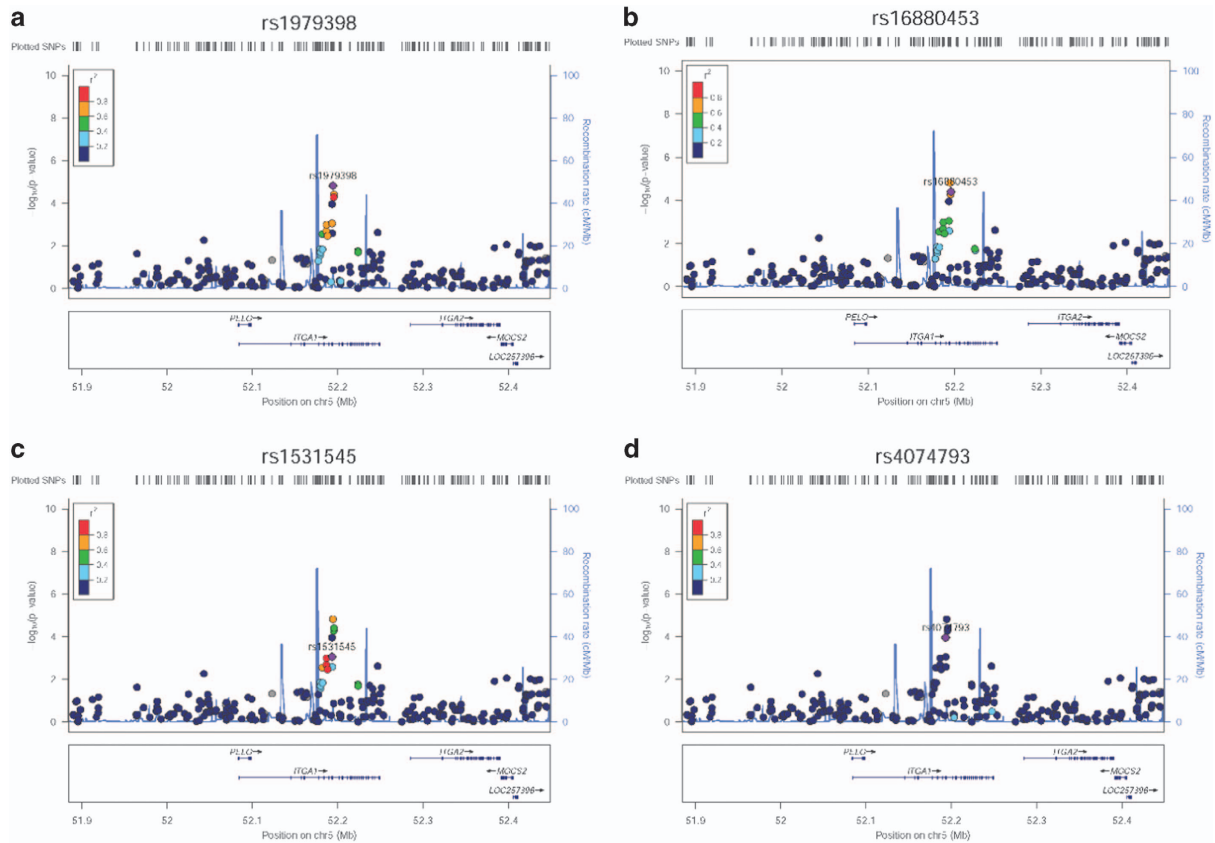 a
rs1979398
Plotted SNPs
r²
0.8
0.6
0.4
0.2
10
8
6
4
2
0
100
80
60
40
20
0
Recombination rate (cM/Mb)
rs1979398
PELO→
ITGA1→
ITGA2→
←MOCS2
51.9 52 52.1 52.2 52.3 52.4
Position on chr5 (Mb)
b
rs16880453
Plotted SNPs
r²
0.8
0.6
0.4
0.2
10
8
6
4
2
0
−log₁₀(p−value)
100
80
60
40
20
0
Recombination rate (cM/Mb)
rs16880453
PELO→
ITGA1→
ITGA2→
←MOCS2
51.9 52 52.1 52.2 52.3 52.4
Position on chr5 (Mb)
c
rs1531545
Plotted SNPs
r²
0.8
0.6
0.4
0.2
10
8
6
4
2
0
100
80
60
40
20
0
Recombination rate (cM/Mb)
rs1531545
PELO→
ITGA1→
ITGA2→
←MOCS2
51.9 52 52.1 52.2 52.3 52.4
Position on chr5 (Mb)
d
rs4074793
Plotted SNPs
r²
0.8
0.6
0.4
0.2
10
8
6
4
2
0
100
80
60
40
20
0
Recombination rate (cM/Mb)
rs4074793
PELO→
ITGA1→
ITGA2→
←MOCS2
51.9 52 52.1 52.2 52.3 52.4
Position on chr5 (Mb)